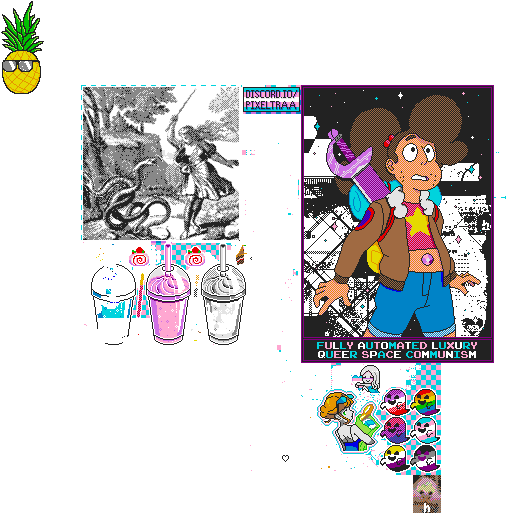 DISCORD.IO/
PIXELTRAA
FULLY AUTOMATED LUXURY
QUEER SPACE COMMUNISM